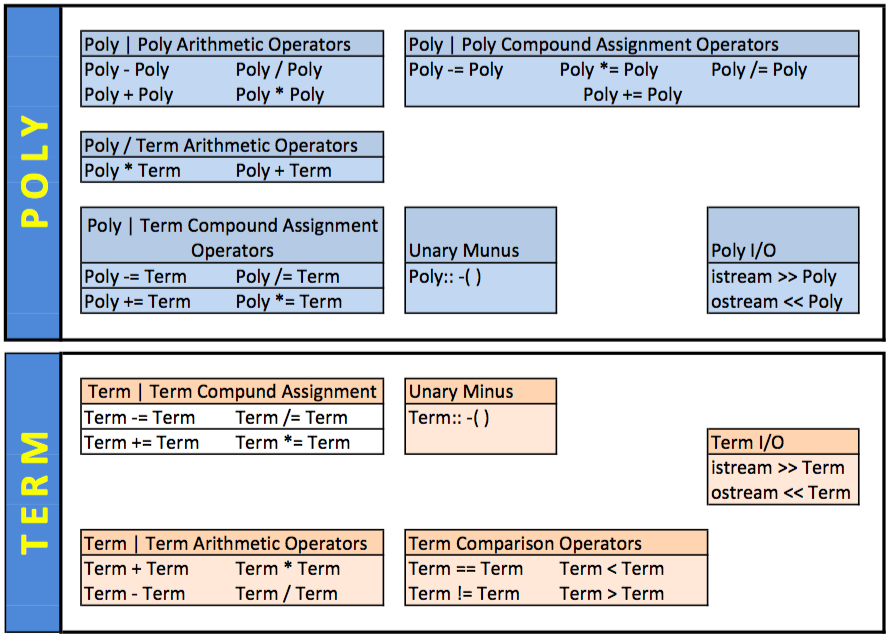 POLY
Poly | Poly Arithmetic Operators
Poly - Poly Poly / Poly
Poly + Poly Poly * Poly
Poly | Poly Compound Assignment Operators
Poly -= Poly Poly *= Poly Poly /= Poly
Poly += Poly
Poly / Term Arithmetic Operators
Poly * Term Poly + Term
Poly | Term Compound Assignment
Operators
Poly -= Term Poly /= Term
Poly += Term Poly *= Term
Unary Munus
Poly:: -( )
Poly I/O
istream >> Poly
ostream << Poly
TERM
Term | Term Compund Assignment
Term -= Term Term /= Term
Term += Term Term *= Term
Unary Minus
Term:: -( )
Term I/O
istream >> Term
ostream << Term
Term | Term Arithmetic Operators
Term + Term Term * Term
Term - Term Term / Term
Term Comparison Operators
Term == Term Term < Term
Term != Term Term > Term